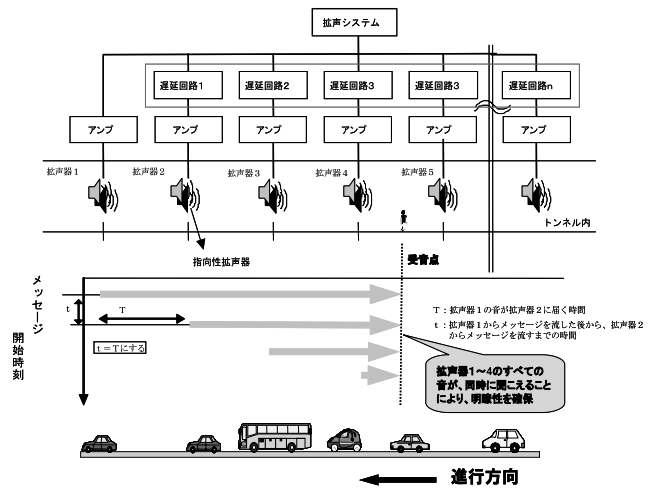 拡声システム
遅延回路1
遅延回路2
遅延回路3
遅延回路3
遅延回路n
アンプ
アンプ
アンプ
アンプ
アンプ
アンプ
拡声器1
拡声器2
拡声器3
拡声器4
拡声器5
トンネル内
指向性拡声器
受音点
メッセージ
開始時刻
t
T
t=Tにする
T:拡声器1の音が拡声器2に届く時間
t:拡声器1からメッセージを流した後から、拡声器2
からメッセージを流すまでの時間
拡声器1～4のすべての
音が、同時に聞こえること
により、明瞭性を確保
進行方向